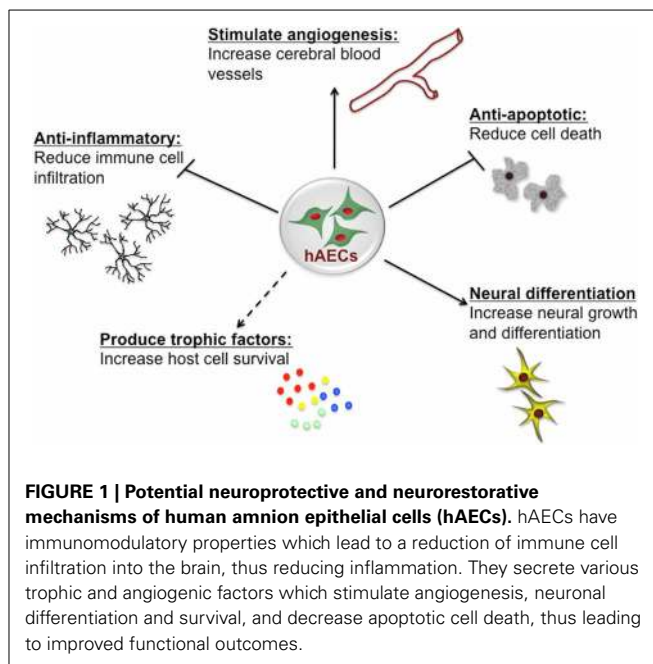 Stimulate angiogenesis:
Increase cerebral blood
vessels
Anti-inflammatory:
Reduce immune cell
infiltration
Anti-apoptotic:
Reduce cell death
hAECs
Produce trophic factors:
Increase host cell survival
Neural differentiation
Increase neural growth
and differentiation
FIGURE 1 | Potential neuroprotective and neurorestorative
mechanisms of human amnion epithelial cells (hAECs). hAECs have
immunomodulatory properties which lead to a reduction of immune cell
infiltration into the brain, thus reducing inflammation. They secrete various
trophic and angiogenic factors which stimulate angiogenesis, neuronal
differentiation and survival, and decrease apoptotic cell death, thus leading
to improved functional outcomes.